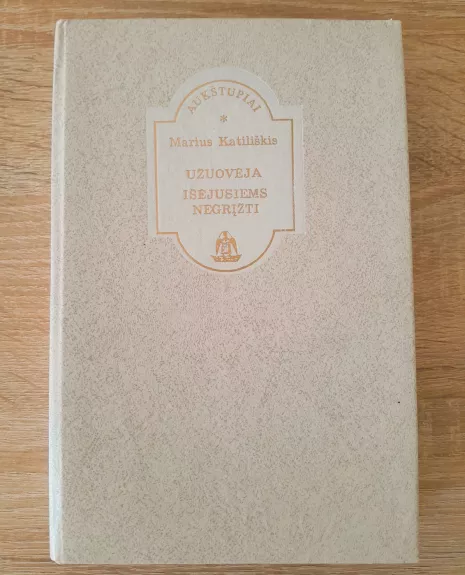 AUKŠTUPIAI
*
Marius Katiliškis
UŽUOVĖJA
IŠĖJUSIEMS
NEGRĮŽTI